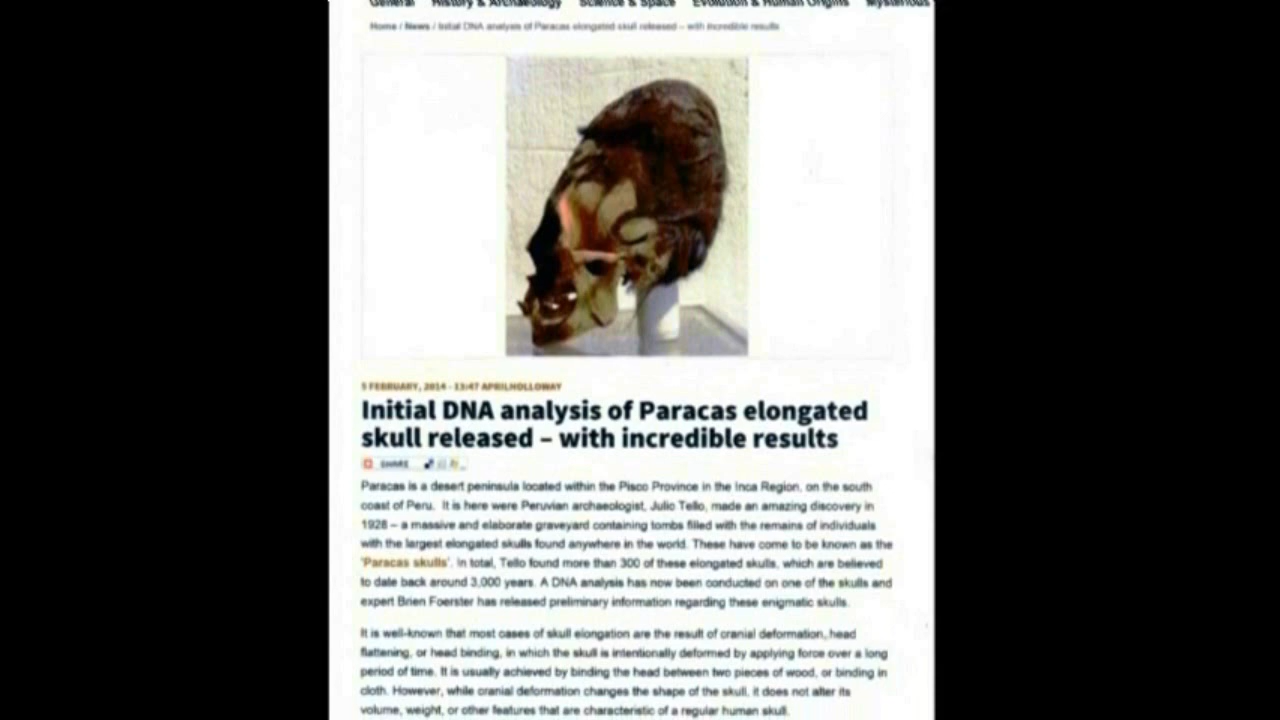 General History & Archaeology Science & Space Evolution & Human Origins Mysterious
Home / News / Initial DNA analysis of Paracas elongated skull released – with incredible results
5 FEBRUARY, 2014 - 13:47 APRILHOLLOWAY
Initial DNA analysis of Paracas elongated
skull released – with incredible results
SHARE
Paracas is a desert peninsula located within the Pisco Province in the Inca Region, on the south
coast of Peru. It is here were Peruvian archaeologist, Julio Tello, made an amazing discovery in
1928 – a massive and elaborate graveyard containing tombs filled with the remains of individuals
with the largest elongated skulls found anywhere in the world. These have come to be known as the
'Paracas skulls'. In total, Tello found more than 300 of these elongated skulls, which are believed
to date back around 3,000 years. A DNA analysis has now been conducted on one of the skulls and
expert Brien Foerster has released preliminary information regarding these enigmatic skulls.
It is well-known that most cases of skull elongation are the result of cranial deformation, head
flattening, or head binding, in which the skull is intentionally deformed by applying force over a long
period of time. It is usually achieved by binding the head between two pieces of wood, or binding in
cloth. However, while cranial deformation changes the shape of the skull, it does not alter its
volume, weight, or other features that are characteristic of a regular human skull.